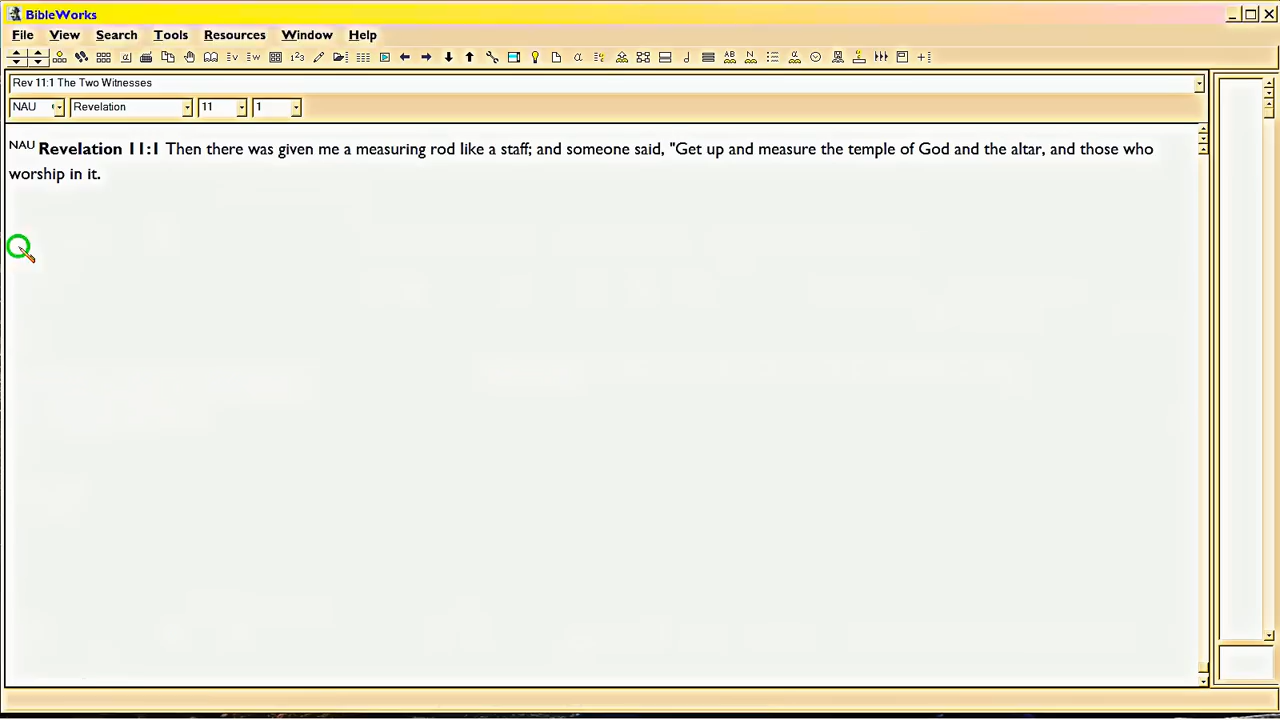 BibleWorks
File View Search Tools Resources Window Help
Rev 11:1 The Two Witnesses
NAU Revelation 11 1
NAU Revelation 11:1 Then there was given me a measuring rod like a staff; and someone said, "Get up and measure the temple of God and the altar, and those who
worship in it.